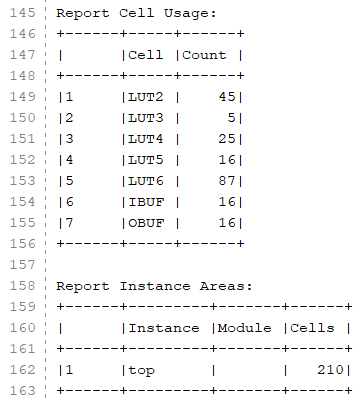 145 Report Cell Usage:
146 +------+-----+------+
147 |      |Cell |Count |
148 +------+-----+------+
149 |1     |LUT2 |    45|
150 |2     |LUT3 |     5|
151 |3     |LUT4 |    25|
152 |4     |LUT5 |    16|
153 |5     |LUT6 |    87|
154 |6     |IBUF |    16|
155 |7     |OBUF |    16|
156 +------+-----+------+
157
158 Report Instance Areas:
159 +------+---------+-------+------+
160 |      |Instance |Module |Cells |
161 +------+---------+-------+------+
162 |1     |top      |       |   210|
163 +------+---------+-------+------+